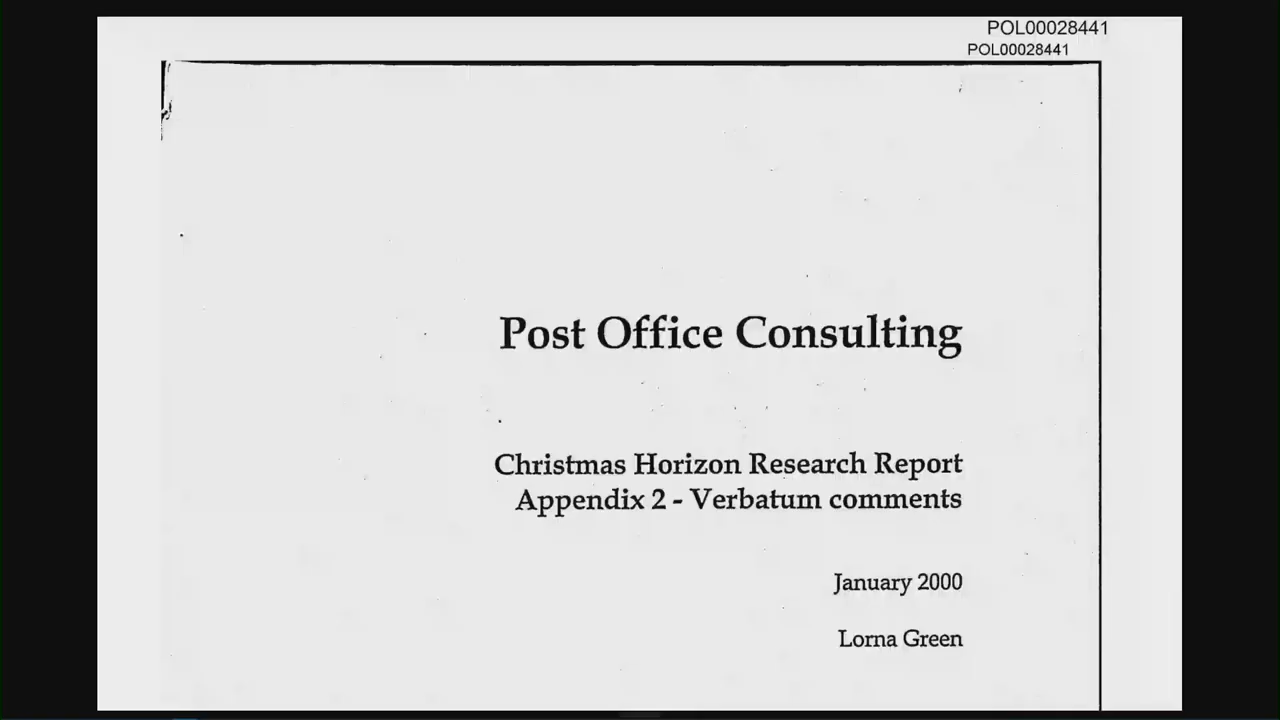 POL00028441
POL00028441
Post Office Consulting
Christmas Horizon Research Report
Appendix 2 - Verbatum comments
January 2000
Lorna Green